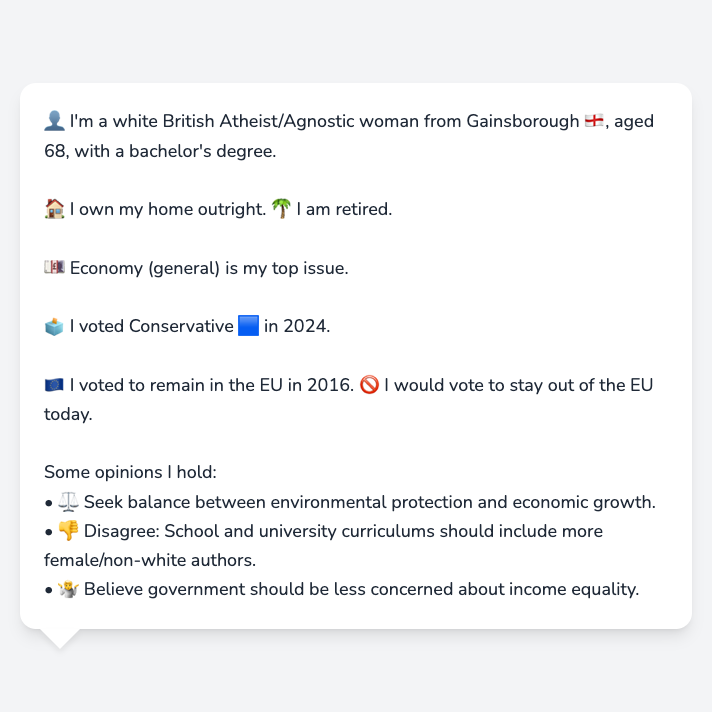 👤 I'm a white British Atheist/Agnostic woman from Gainsborough 🏴󠁧󠁢󠁥󠁮󠁧󠁿, aged
68, with a bachelor's degree.
🏠 I own my home outright. 🌴 I am retired.
💷 Economy (general) is my top issue.
🗳️ I voted Conservative 🟦 in 2024.
🇪🇺 I voted to remain in the EU in 2016. 🚫 I would vote to stay out of the EU
today.
Some opinions I hold:
• ⚖️ Seek balance between environmental protection and economic growth.
• 👎 Disagree: School and university curriculums should include more
female/non-white authors.
• 🤷 Believe government should be less concerned about income equality.